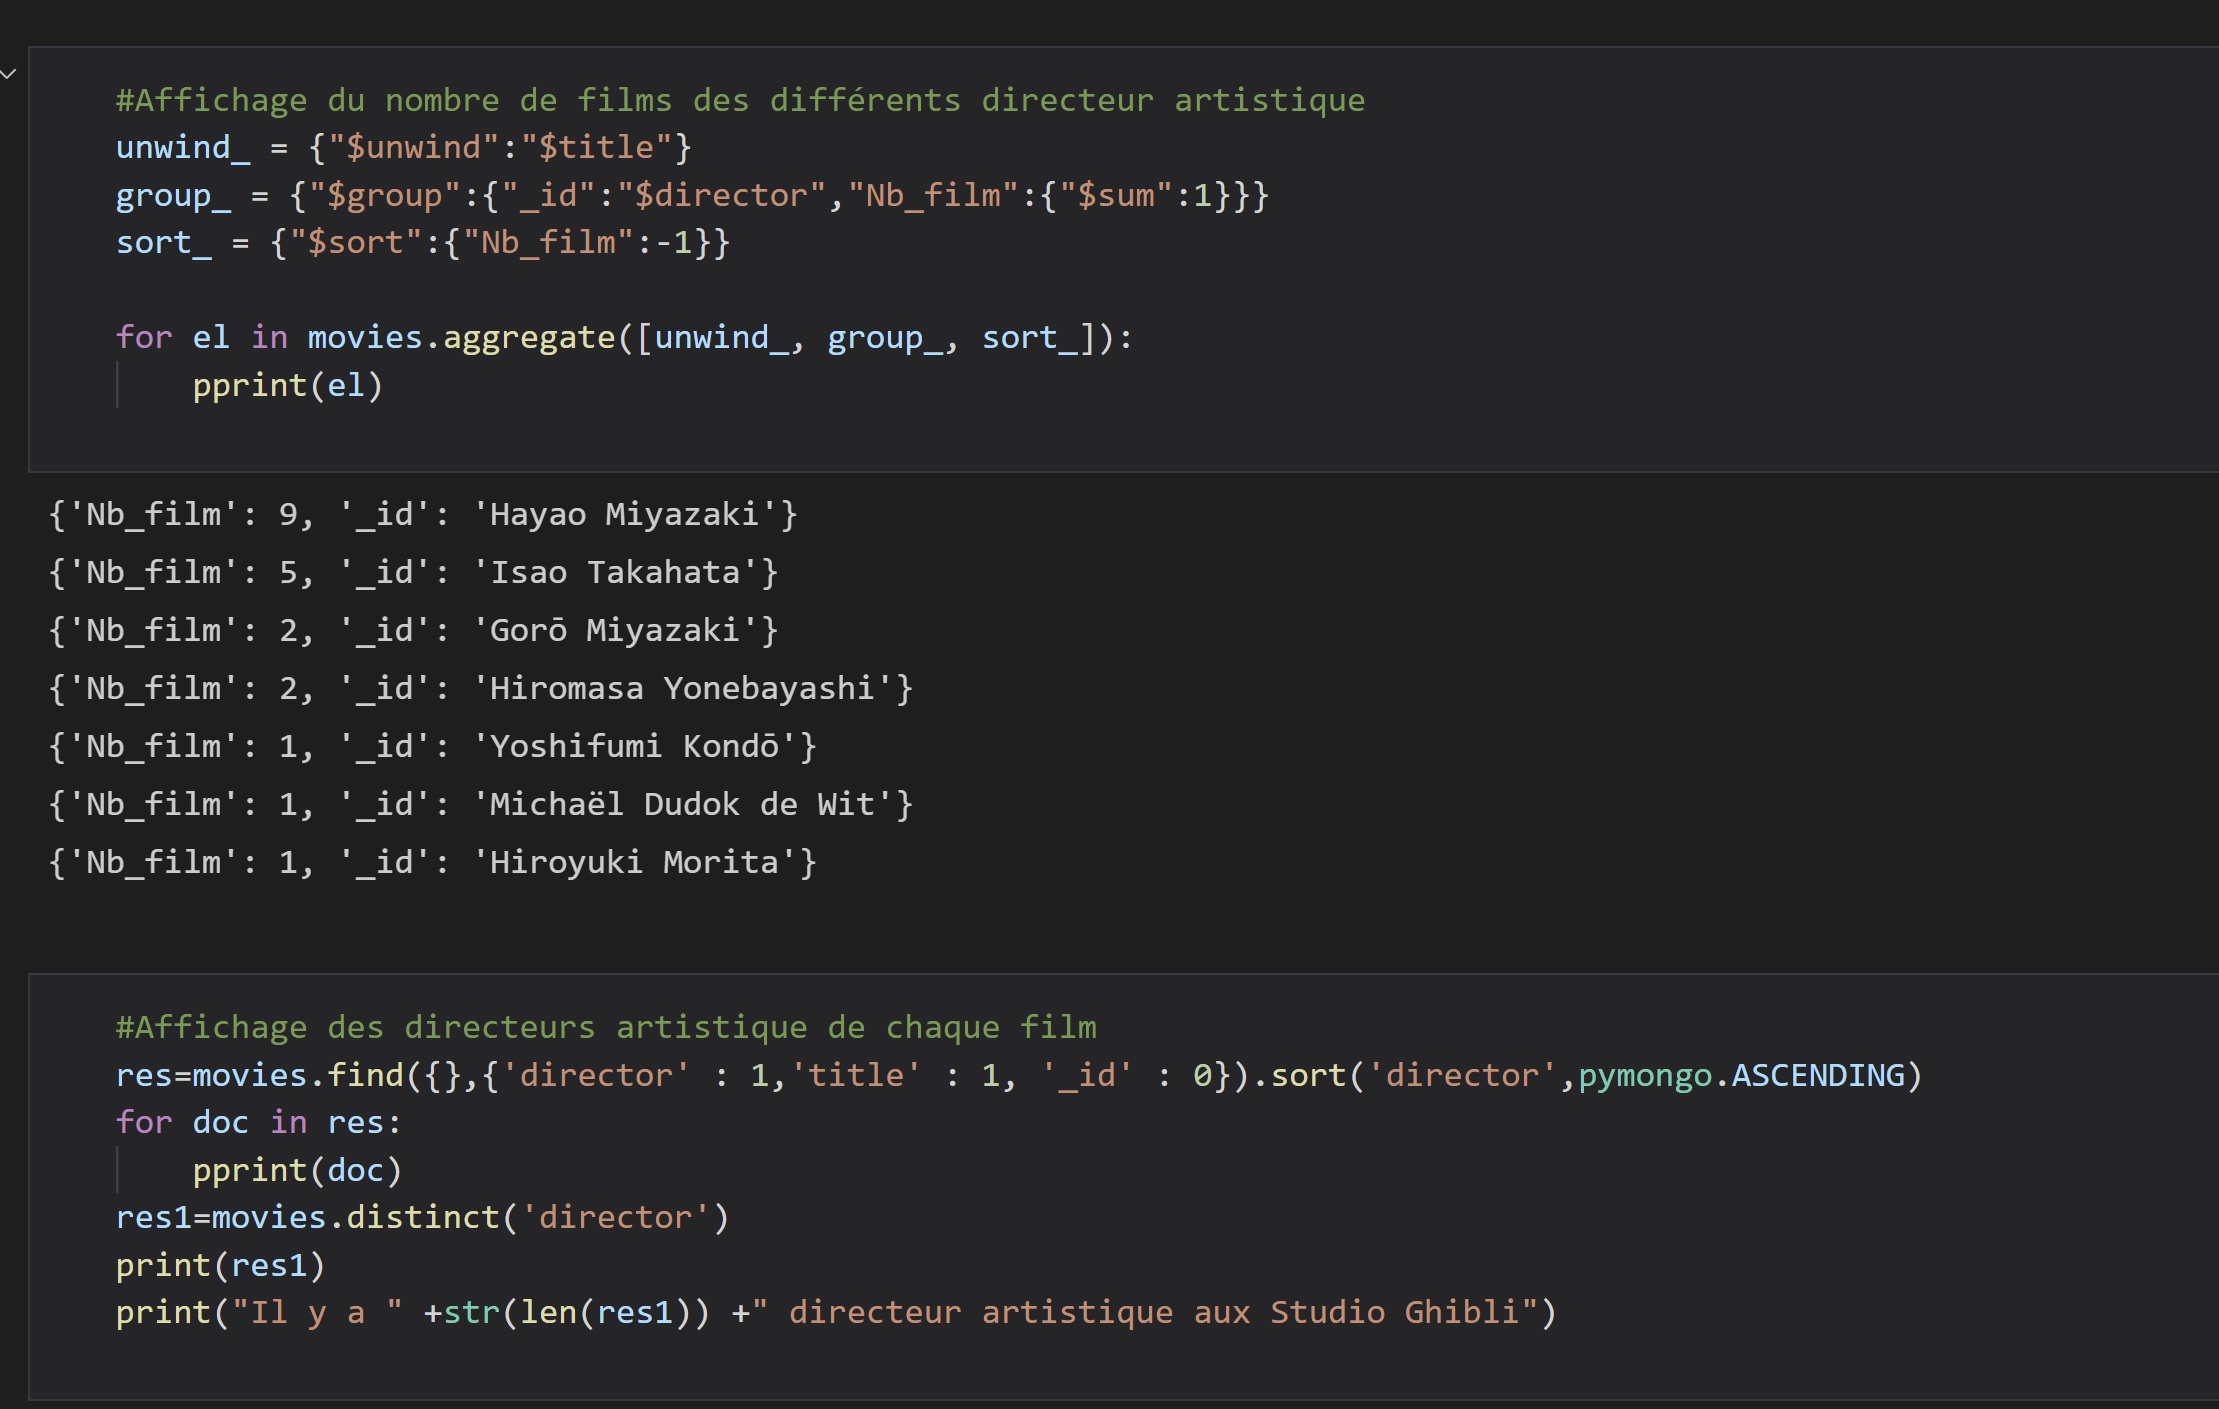 #Affichage du nombre de films des différents directeur artistique
unwind_ = {"$unwind":"$title"}
group_ = {"$group":{"_id":"$director","Nb_film":{"$sum":1}}}
sort_ = {"$sort":{"Nb_film":-1}}
for el in movies.aggregate([unwind_, group_, sort_]):
pprint(el)
{'Nb_film': 9, '_id': 'Hayao Miyazaki'}
{'Nb_film': 5, '_id': 'Isao Takahata'}
{'Nb_film': 2, '_id': 'Gorō Miyazaki'}
{'Nb_film': 2, '_id': 'Hiromasa Yonebayashi'}
{'Nb_film': 1, '_id': 'Yoshifumi Kondō'}
{'Nb_film': 1, '_id': 'Michaël Dudok de Wit'}
{'Nb_film': 1, '_id': 'Hiroyuki Morita'}
#Affichage des directeurs artistique de chaque film
res=movies.find({},{'director' : 1,'title' : 1, '_id' : 0}).sort('director',pymongo.ASCENDING)
for doc in res:
pprint(doc)
res1=movies.distinct('director')
print(res1)
print("Il y a " +str(len(res1)) +" directeur artistique aux Studio Ghibli")